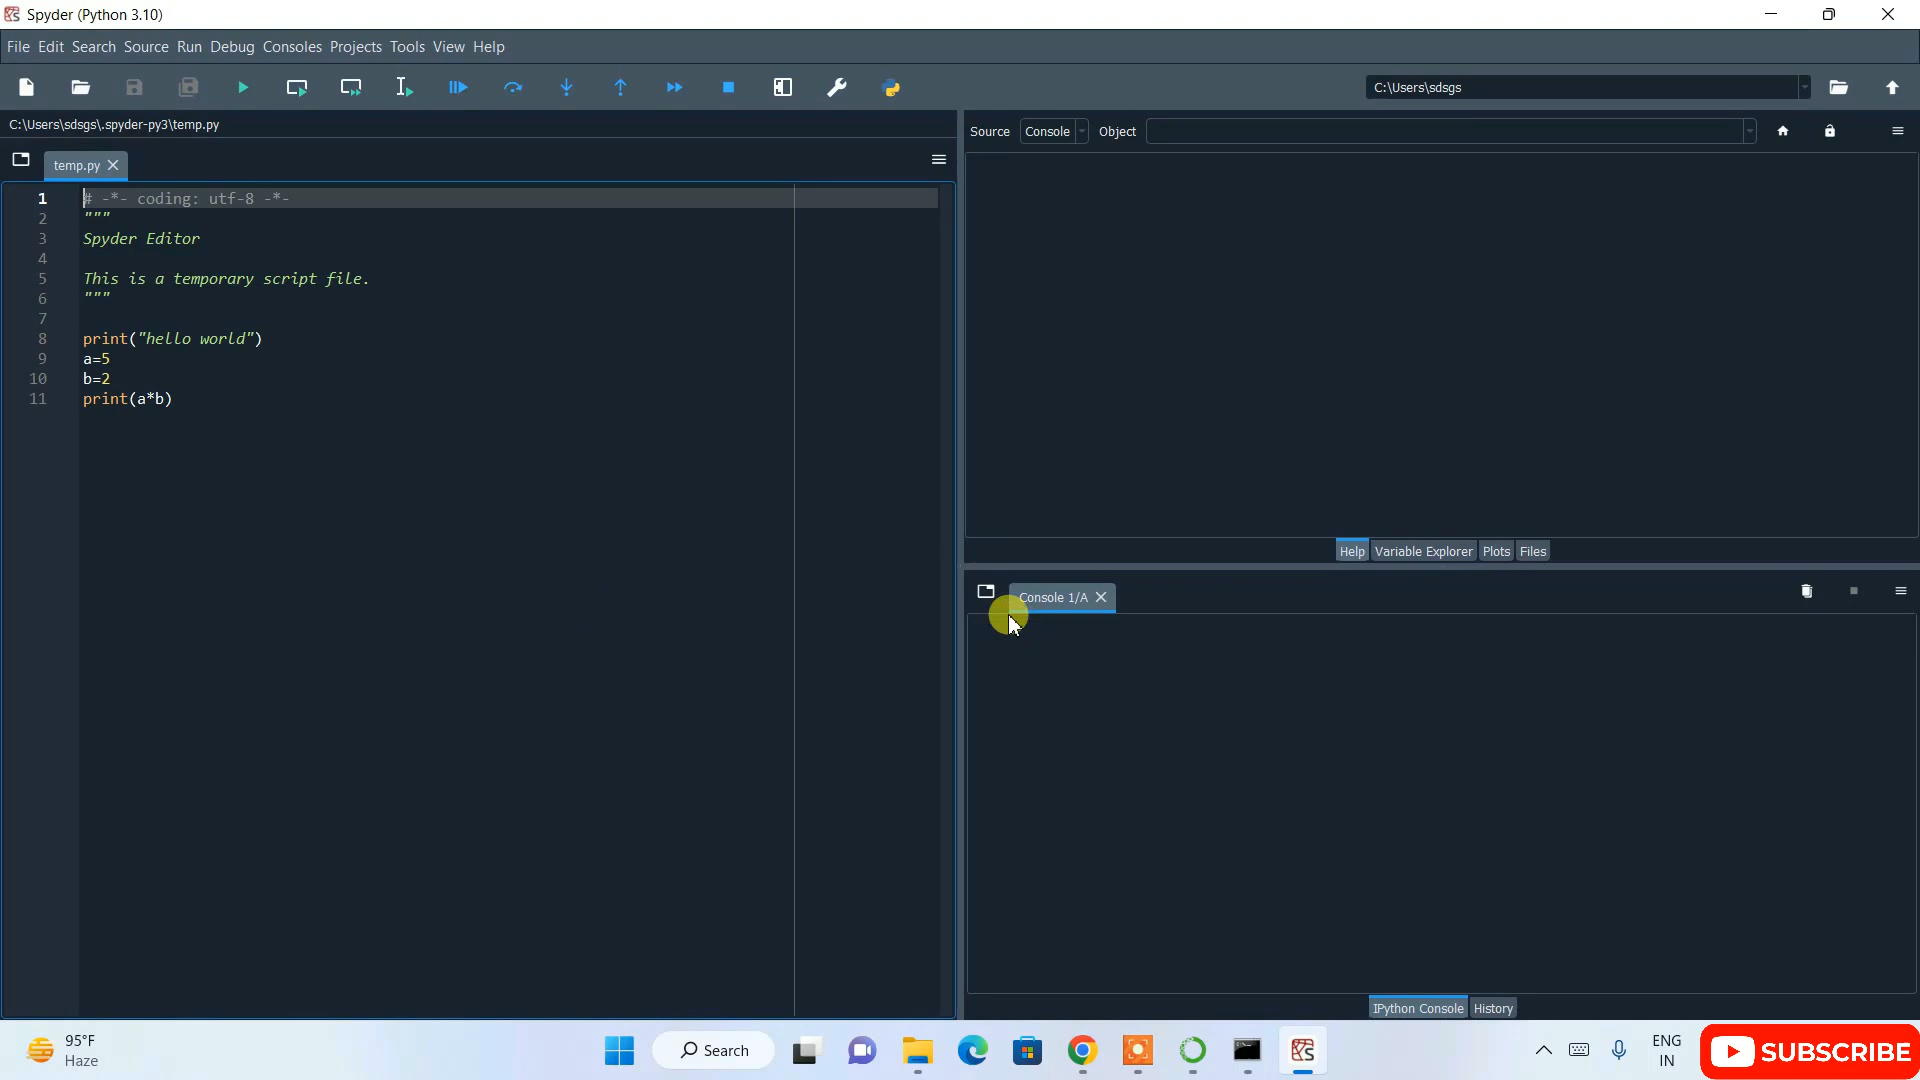 Spyder (Python 3.10)
File Edit Search Source Run Debug Consoles Projects Tools View Help
C:\Users\sdsgs
C:\Users\sdsgs\.spyder-py3\temp.py
temp.py
1 # -*- coding: utf-8 -*-
2 """
3 Spyder Editor
4
5 This is a temporary script file.
6 """
7
8 print("hello world")
9 a=5
10 b=2
11 print(a*b)
Source Console Object
Help Variable Explorer Plots Files
Console 1/A
IPython Console History
95°F
Haze
Search
ENG
IN
SUBSCRIBE